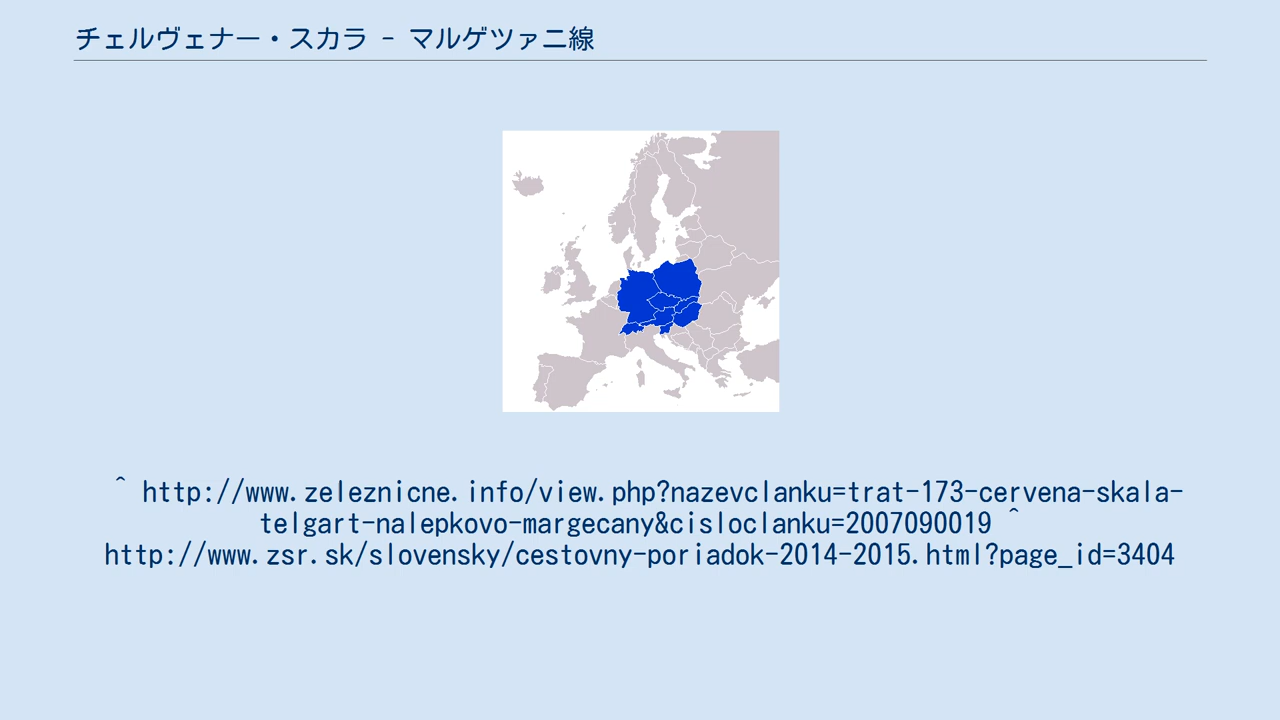 チェルヴェナー・スカラ - マルゲツァニ線
^ http://www.zeleznicne.info/view.php?nazevclanku=trat-173-cervena-skala-
telgart-nalepkovo-margecany&cisloclanku=2007090019 ^
http://www.zsr.sk/slovensky/cestovny-poriadok-2014-2015.html?page_id=3404